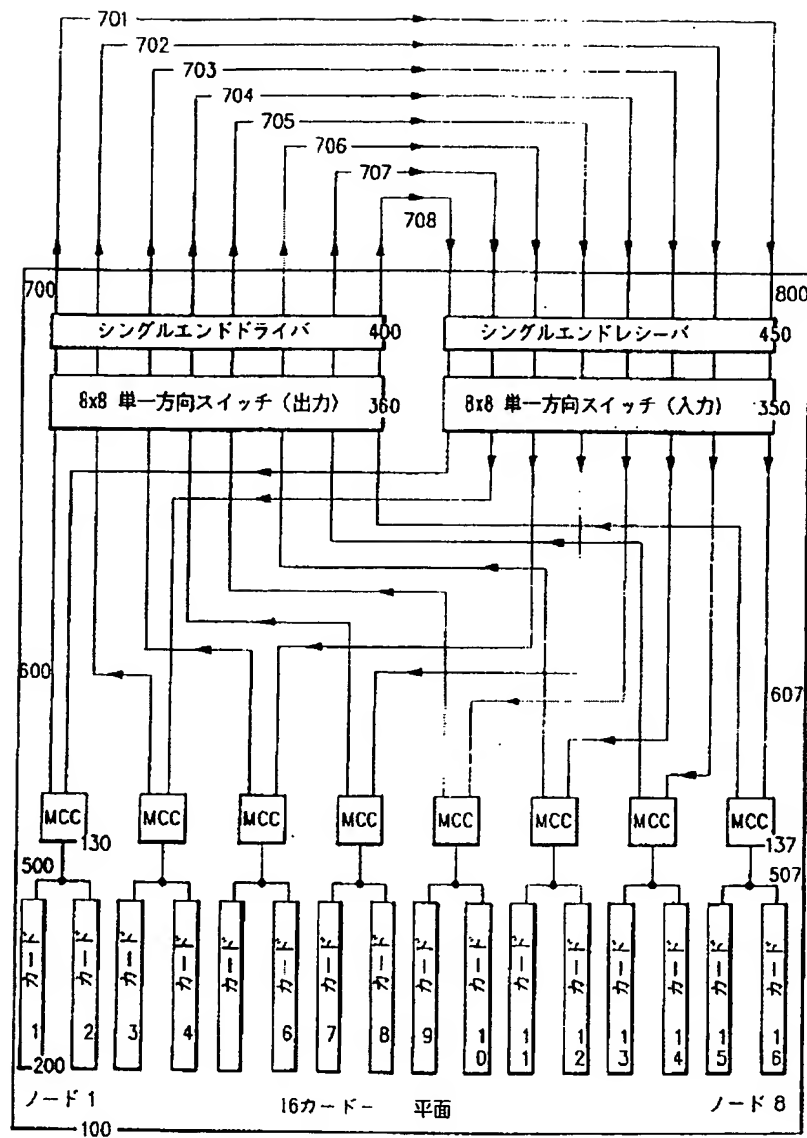 701
702
703
704
705
706
707
708
700
800
シングルエンドドライバ 400
シングルエンドレシーバ 450
8x8 単一方向スイッチ (出力) 360
8x8 単一方向スイッチ (入力) 350
600
607
MCC
MCC
MCC
MCC
MCC
MCC
MCC
MCC
130
137
500
507
カード 1
カード 2
カード 3
カード 4
カード
カード 6
カード 7
カード 8
カード 9
カード 10
カード 11
カード 12
カード 13
カード 14
カード 15
カード 16
200
ノード 1
16カードー 平面
ノード 8
100